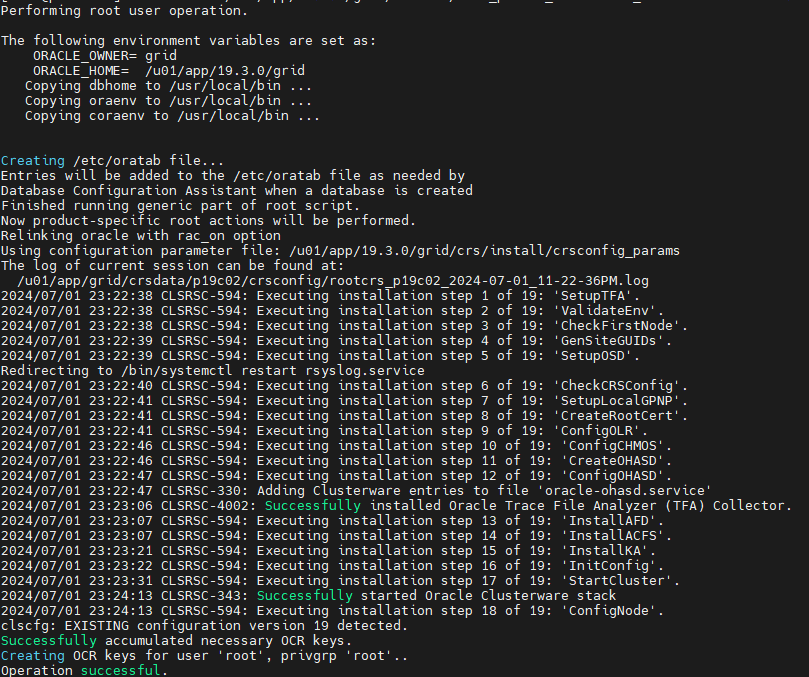 Performing root user operation.
The following environment variables are set as:
ORACLE_OWNER= grid
ORACLE_HOME= /u01/app/19.3.0/grid
Copying dbhome to /usr/local/bin ...
Copying oraenv to /usr/local/bin ...
Copying coraenv to /usr/local/bin ...
Creating /etc/oratab file...
Entries will be added to the /etc/oratab file as needed by
Database Configuration Assistant when a database is created
Finished running generic part of root script.
Now product-specific root actions will be performed.
Relinking oracle with rac_on option
Using configuration parameter file: /u01/app/19.3.0/grid/crs/install/crsconfig_params
The log of current session can be found at:
/u01/app/grid/crsdata/p19c02/crsconfig/rootcrs_p19c02_2024-07-01_11-22-36PM.log
2024/07/01 23:22:38 CLSRSC-594: Executing installation step 1 of 19: 'SetupTFA'.
2024/07/01 23:22:38 CLSRSC-594: Executing installation step 2 of 19: 'ValidateEnv'.
2024/07/01 23:22:38 CLSRSC-594: Executing installation step 3 of 19: 'CheckFirstNode'.
2024/07/01 23:22:39 CLSRSC-594: Executing installation step 4 of 19: 'GenSiteGUIDs'.
2024/07/01 23:22:39 CLSRSC-594: Executing installation step 5 of 19: 'SetupOSD'.
Redirecting to /bin/systemctl restart rsyslog.service
2024/07/01 23:22:40 CLSRSC-594: Executing installation step 6 of 19: 'CheckCRSConfig'.
2024/07/01 23:22:41 CLSRSC-594: Executing installation step 7 of 19: 'SetupLocalGPNP'.
2024/07/01 23:22:41 CLSRSC-594: Executing installation step 8 of 19: 'CreateRootCert'.
2024/07/01 23:22:41 CLSRSC-594: Executing installation step 9 of 19: 'ConfigOLR'.
2024/07/01 23:22:46 CLSRSC-594: Executing installation step 10 of 19: 'ConfigCHMOS'.
2024/07/01 23:22:46 CLSRSC-594: Executing installation step 11 of 19: 'CreateOHASD'.
2024/07/01 23:22:47 CLSRSC-594: Executing installation step 12 of 19: 'ConfigOHASD'.
2024/07/01 23:22:47 CLSRSC-330: Adding Clusterware entries to file 'oracle-ohasd.service'
2024/07/01 23:23:06 CLSRSC-4002: Successfully installed Oracle Trace File Analyzer (TFA) Collector.
2024/07/01 23:23:07 CLSRSC-594: Executing installation step 13 of 19: 'InstallAFD'.
2024/07/01 23:23:07 CLSRSC-594: Executing installation step 14 of 19: 'InstallACFS'.
2024/07/01 23:23:21 CLSRSC-594: Executing installation step 15 of 19: 'InstallKA'.
2024/07/01 23:23:22 CLSRSC-594: Executing installation step 16 of 19: 'InitConfig'.
2024/07/01 23:23:31 CLSRSC-594: Executing installation step 17 of 19: 'StartCluster'.
2024/07/01 23:24:13 CLSRSC-343: Successfully started Oracle Clusterware stack
2024/07/01 23:24:13 CLSRSC-594: Executing installation step 18 of 19: 'ConfigNode'.
clscfg: EXISTING configuration version 19 detected.
Successfully accumulated necessary OCR keys.
Creating OCR keys for user 'root', privgrp 'root'..
Operation successful.